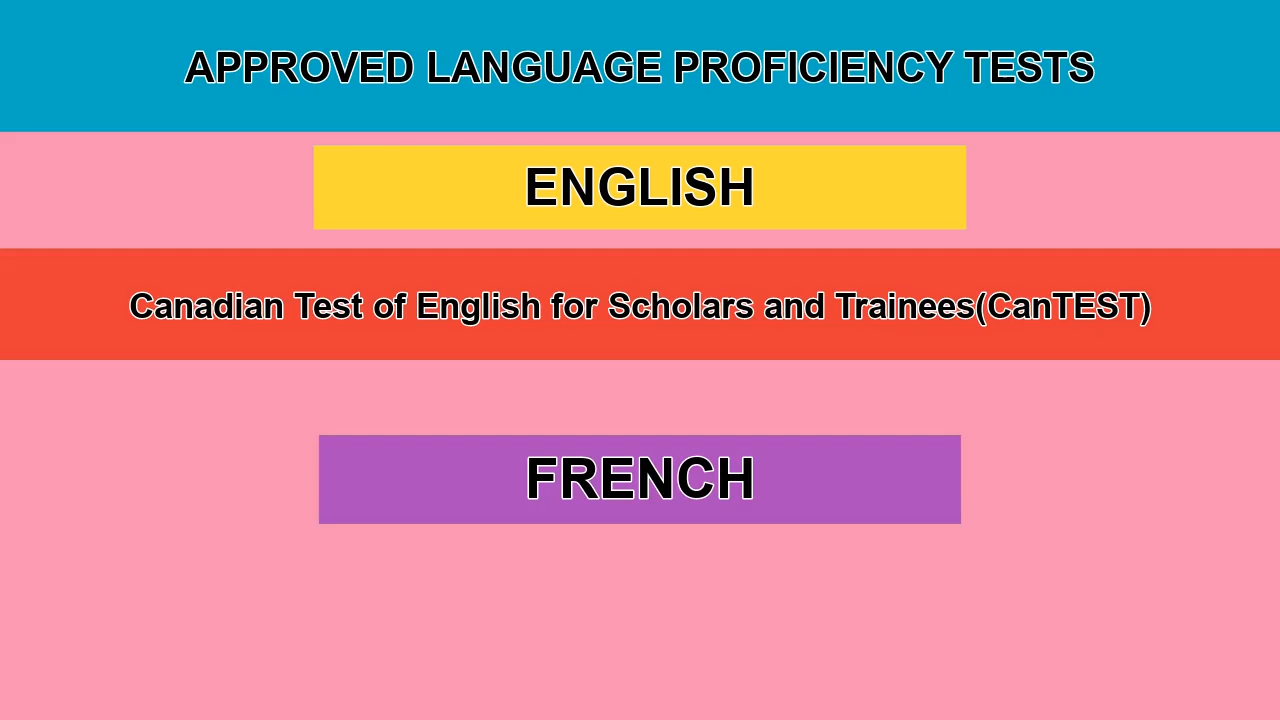 APPROVED LANGUAGE PROFICIENCY TESTS
ENGLISH
Canadian Test of English for Scholars and Trainees(CanTEST)
FRENCH